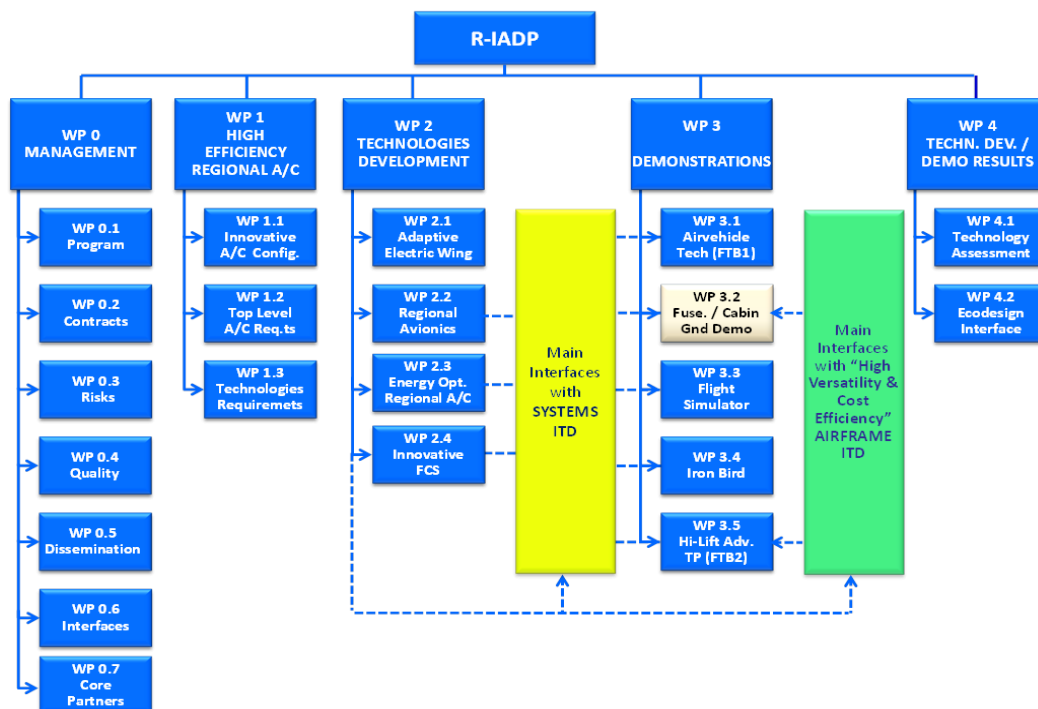 R-IADP
WP 0
MANAGEMENT
WP 1
HIGH
EFFICIENCY
REGIONAL A/C
WP 2
TECHNOLOGIES
DEVELOPMENT
WP 3
DEMONSTRATIONS
WP 4
TECHN. DEV. /
DEMO RESULTS
WP 0.1
Program
WP 0.2
Contracts
WP 0.3
Risks
WP 0.4
Quality
WP 0.5
Dissemination
WP 0.6
Interfaces
WP 0.7
Core
Partners
WP 1.1
Innovative
A/C Config.
WP 1.2
Top Level
A/C Req.ts
WP 1.3
Technologies
Requiremets
WP 2.1
Adaptive
Electric Wing
WP 2.2
Regional
Avionics
WP 2.3
Energy Opt.
Regional A/C
WP 2.4
Innovative
FCS
Main
Interfaces
with
SYSTEMS
ITD
WP 3.1
Airvehicle
Tech (FTB1)
WP 3.2
Fuse. / Cabin
Gnd Demo
WP 3.3
Flight
Simulator
WP 3.4
Iron Bird
WP 3.5
Hi-Lift Adv.
TP (FTB2)
Main
Interfaces
with “High
Versatility &
Cost
Efficiency”
AIRFRAME
ITD
WP 4.1
Technology
Assessment
WP 4.2
Ecodesign
Interface